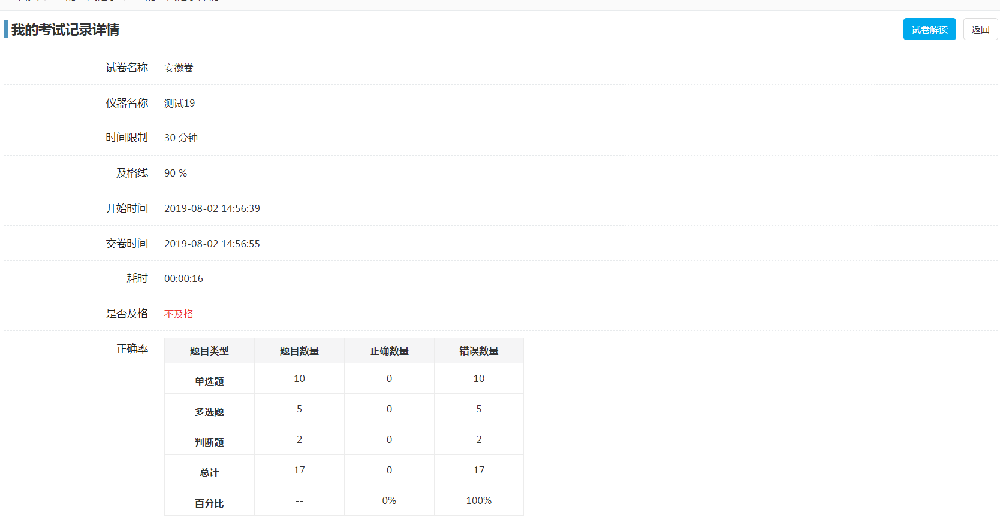 我的考试记录详情
试卷解读 返回
试卷名称 安徽卷
仪器名称 测试19
时间限制 30 分钟
及格线 90 %
开始时间 2019-08-02 14:56:39
交卷时间 2019-08-02 14:56:55
耗时 00:00:16
是否及格 不及格
正确率
题目类型 题目数量 正确数量 错误数量
单选题 10 0 10
多选题 5 0 5
判断题 2 0 2
总计 17 0 17
百分比 -- 0% 100%